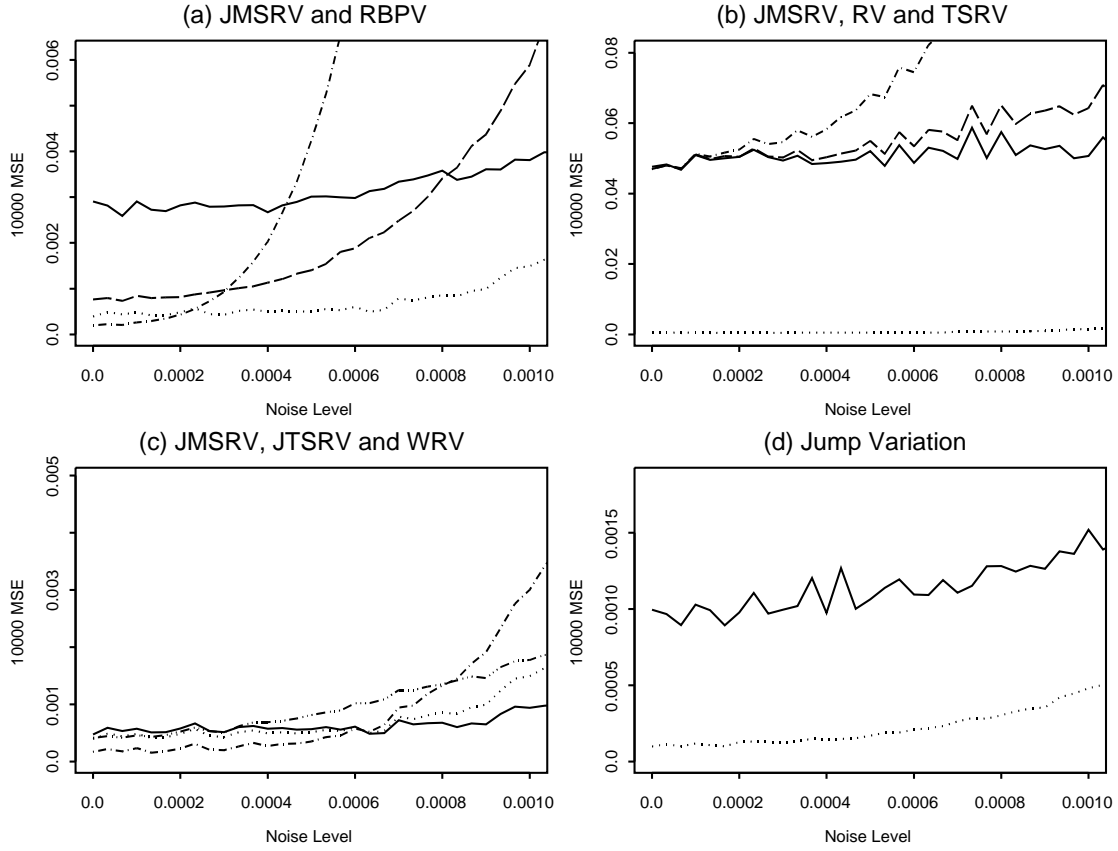 (a) JMSRV and RBPV
10000 MSE
0.006
0.004
0.002
0.0
0.0 0.0002 0.0004 0.0006 0.0008 0.0010
Noise Level
(b) JMSRV, RV and TSRV
10000 MSE
0.08
0.06
0.04
0.02
0.0
0.0 0.0002 0.0004 0.0006 0.0008 0.0010
Noise Level
(c) JMSRV, JTSRV and WRV
10000 MSE
0.005
0.003
0.001
0.0
0.0 0.0002 0.0004 0.0006 0.0008 0.0010
Noise Level
(d) Jump Variation
10000 MSE
0.0015
0.0010
0.0005
0.0
0.0 0.0002 0.0004 0.0006 0.0008 0.0010
Noise Level